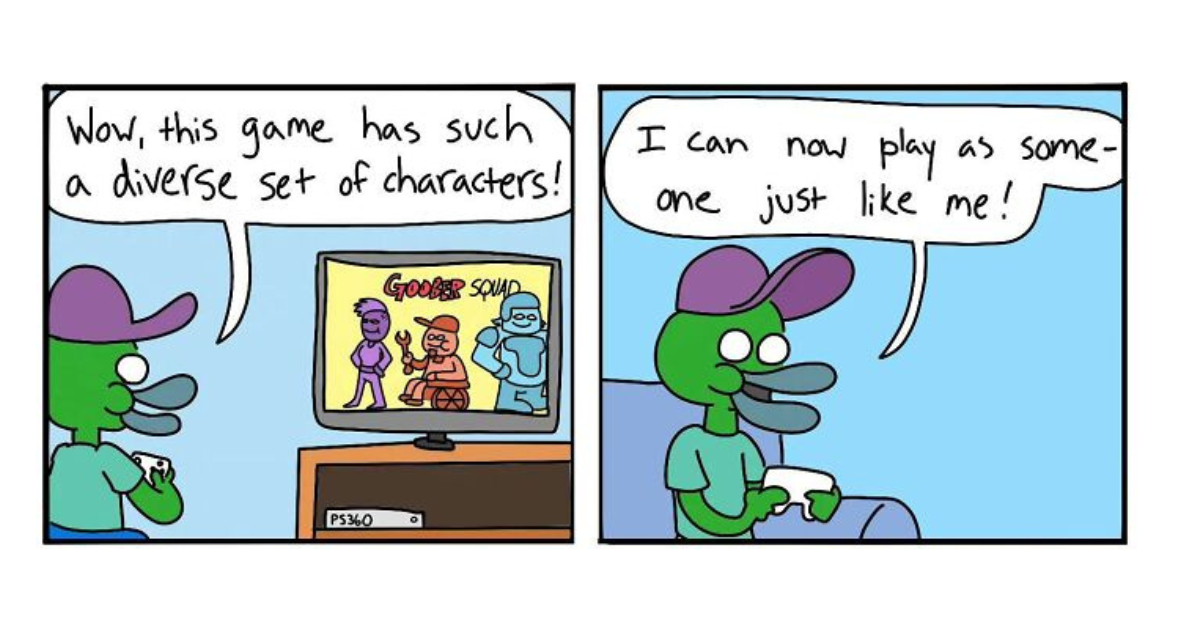 Wow, this game has such
a diverse set of characters!
GOOBER SQUAD
PS360
I can now play as some-
one just like me!